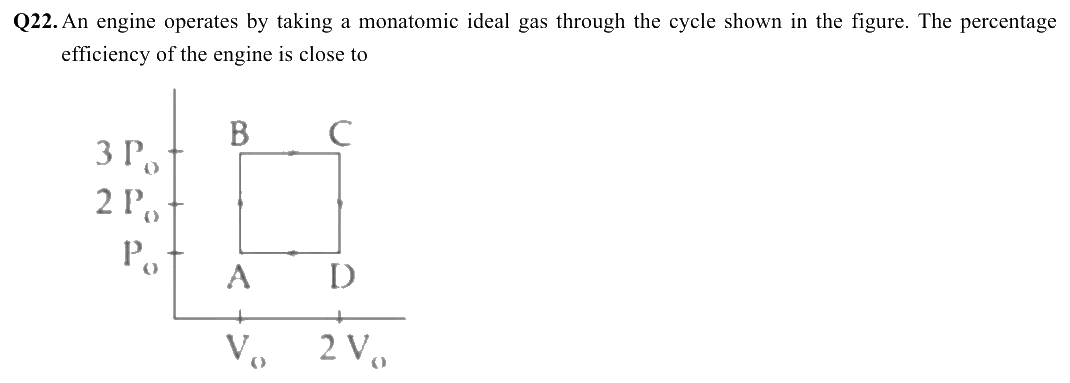 Q22. An engine operates by taking a monatomic ideal gas through the cycle shown in the figure. The percentage
efficiency of the engine is close to
B C
3 P₀
2 P₀
P₀
A D
V₀ 2 V₀